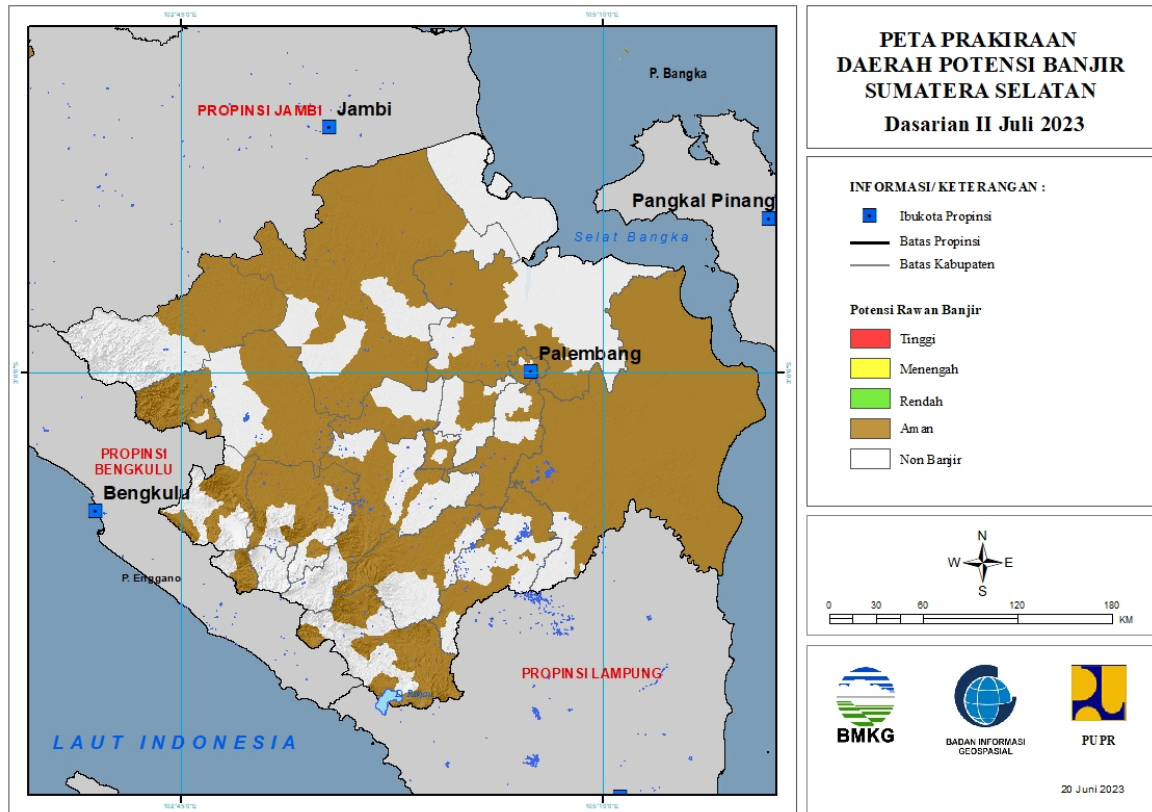 PETA PRAKIRAAN
DAERAH POTENSI BANJIR
SUMATERA SELATAN
Dasarian II Juli 2023
INFORMASI/ KETERANGAN :
Ibukota Propinsi
Batas Propinsi
Batas Kabupaten
Potensi Rawan Banjir
Tinggi
Menengah
Rendah
Aman
Non Banjir
N
W E
S
0 30 60 120 180
KM
BMKG
BADAN INFORMASI
GEOSPASIAL
PUPR
20 Juni 2023
P. Bangka
PROPINSI JAMBI
Jambi
Pangkal Pinang
Selat Bangka
Palembang
PROPINSI
BENGKULU
Bengkulu
P. Enggano
PROPINSI LAMPUNG
D. Ranau
LAUT INDONESIA